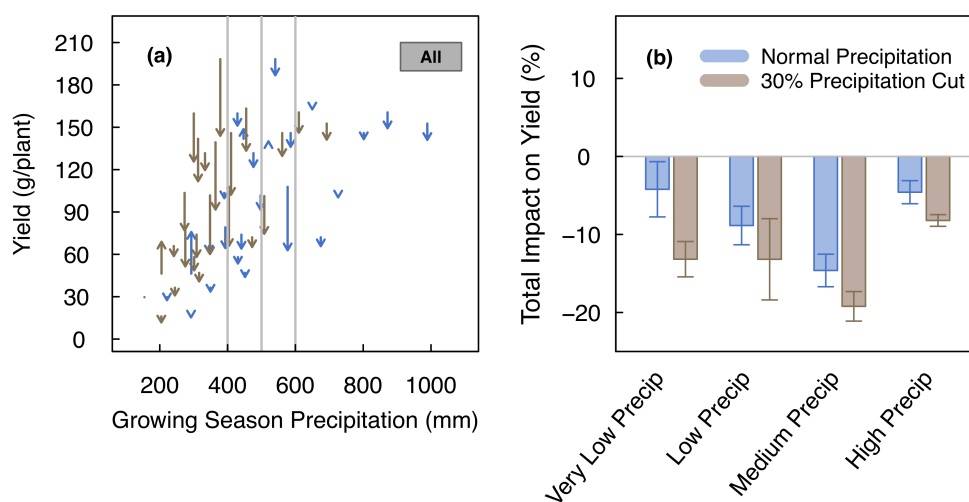 (a)
All
210
180
150
120
90
60
30
0
Yield (g/plant)
200 400 600 800 1000
Growing Season Precipitation (mm)
(b)
Normal Precipitation
30% Precipitation Cut
10
0
−10
−20
Total Impact on Yield (%)
Very Low Precip
Low Precip
Medium Precip
High Precip